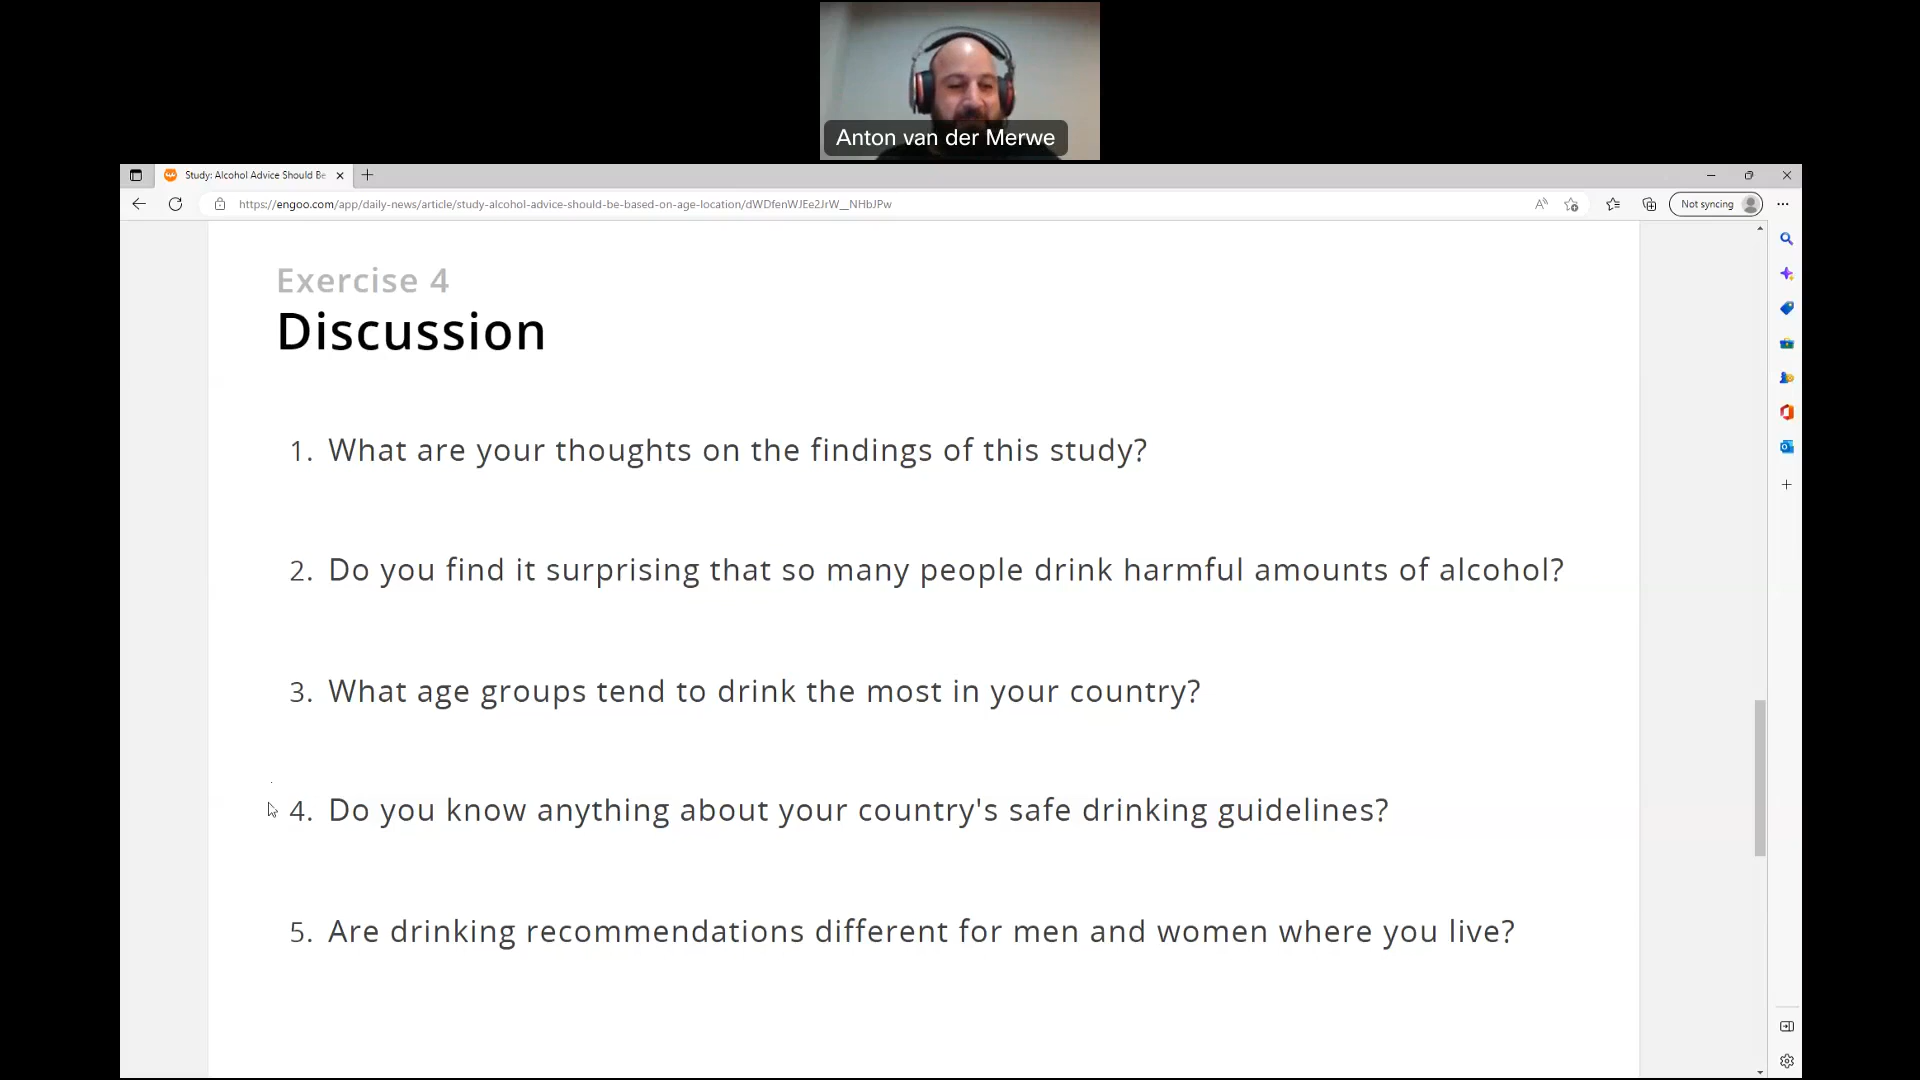 Anton van der Merwe
Study: Alcohol Advice Should Be
https://engoo.com/app/daily-news/article/study-alcohol-advice-should-be-based-on-age-location/dWDfenWJEe2JrW__NHbJPw
Not syncing
Exercise 4
Discussion
1. What are your thoughts on the findings of this study?
2. Do you find it surprising that so many people drink harmful amounts of alcohol?
3. What age groups tend to drink the most in your country?
4. Do you know anything about your country's safe drinking guidelines?
5. Are drinking recommendations different for men and women where you live?